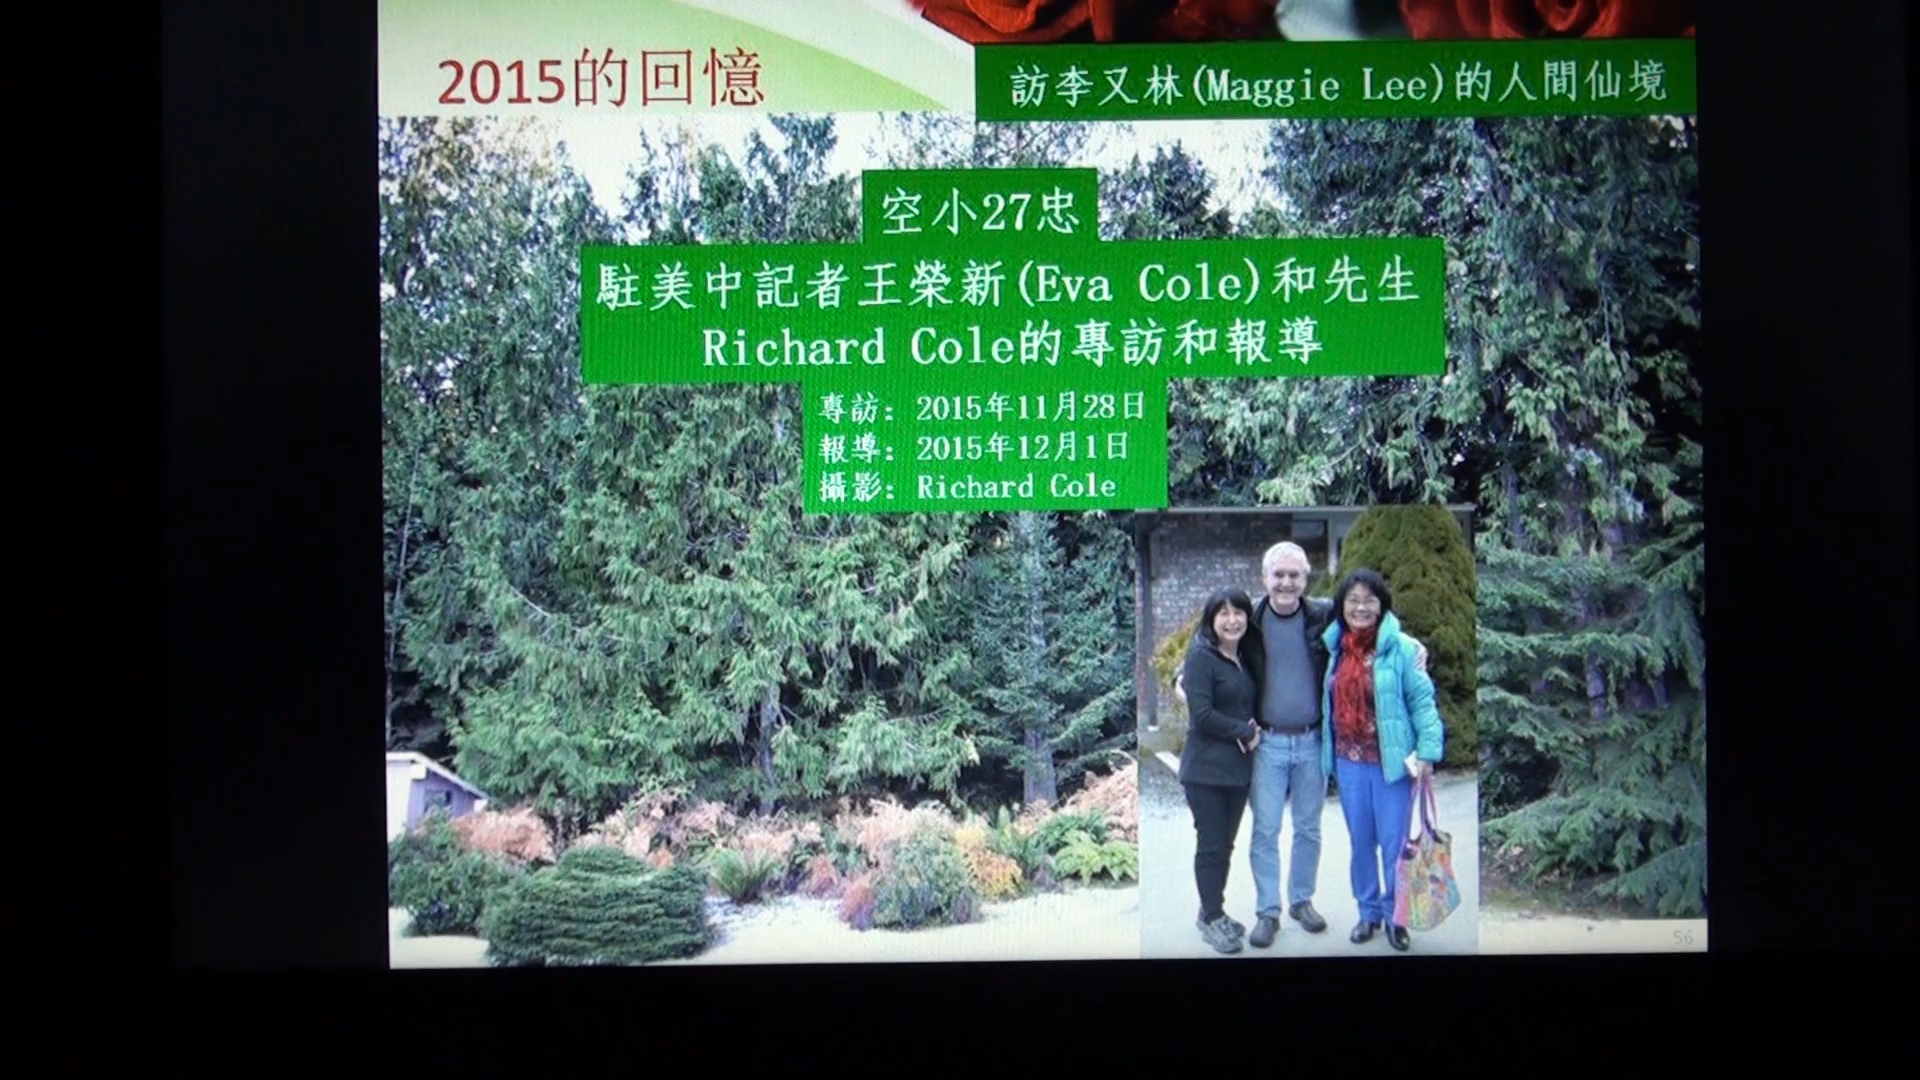 2015的回憶
訪李又林(Maggie Lee)的人間仙境
空小27忠
駐美中記者王榮新(Eva Cole)和先生
Richard Cole的專訪和報導
專訪: 2015年11月28日
報導: 2015年12月1日
攝影: Richard Cole
56